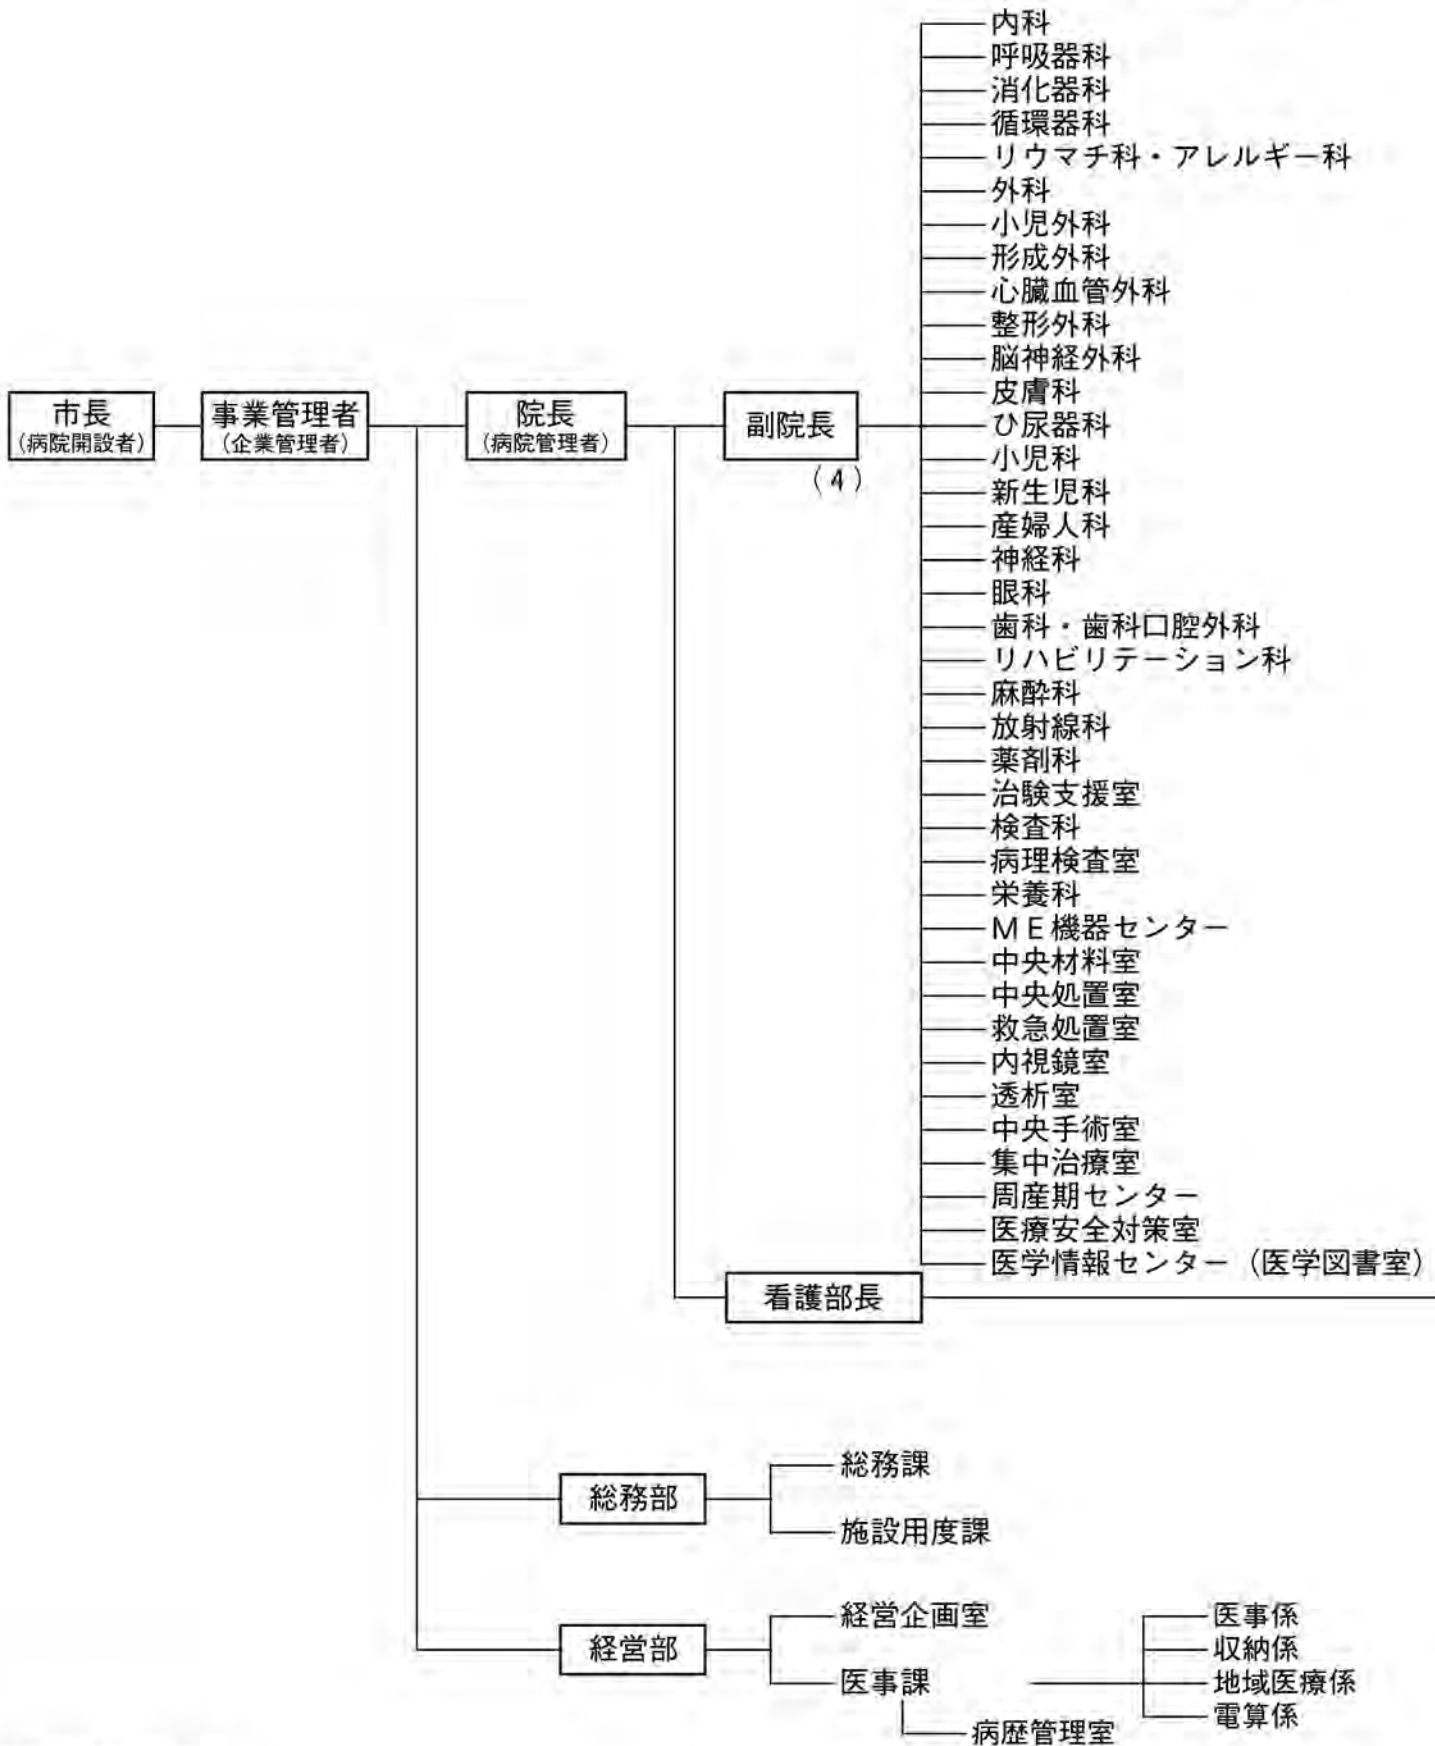 内科
呼吸器科
消化器科
循環器科
リウマチ科・アレルギー科
外科
小児外科
形成外科
心臓血管外科
整形外科
脳神経外科
皮膚科
ひ尿器科
小児科
新生児科
産婦人科
神経科
眼科
歯科・歯科口腔外科
リハビリテーション科
麻酔科
放射線科
薬剤科
治験支援室
検査科
病理検査室
栄養科
ＭＥ機器センター
中央材料室
中央処置室
救急処置室
内視鏡室
透析室
中央手術室
集中治療室
周産期センター
医療安全対策室
医学情報センター（医学図書室）
市長
（病院開設者）
事業管理者
（企業管理者）
院長
（病院管理者）
副院長
（４）
看護部長
総務部
総務課
施設用度課
経営部
経営企画室
医事課
病歴管理室
医事係
収納係
地域医療係
電算係